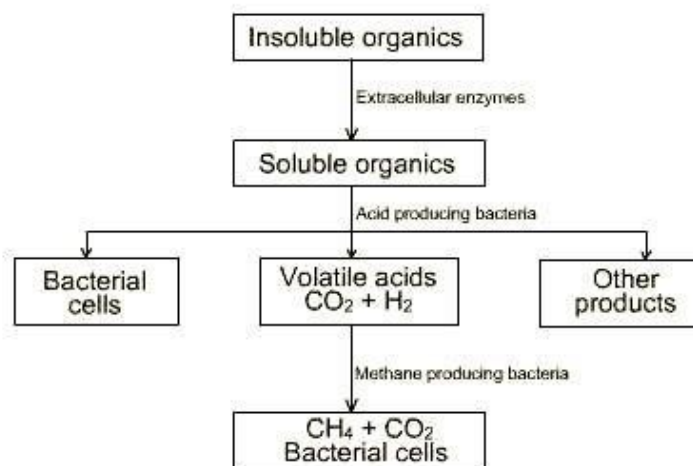 Insoluble organics
Extracellular enzymes
Soluble organics
Acid producing bacteria
Bacterial
cells
Volatile acids
CO₂ + H₂
Other
products
Methane producing bacteria
CH₄ + CO₂
Bacterial cells